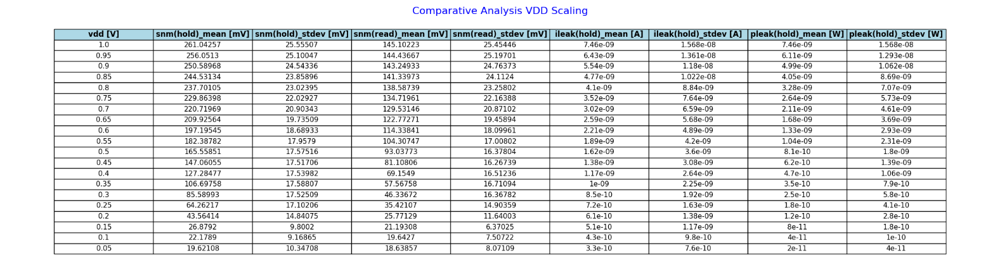 Comparative Analysis VDD Scaling
vdd [V] snm(hold)_mean [mV] snm(hold)_stdev [mV] snm(read)_mean [mV] snm(read)_stdev [mV] ileak(hold)_mean [A] ileak(hold)_stdev [A] pleak(hold)_mean [W] pleak(hold)_stdev [W]
1.0 261.04257 25.55507 145.10223 25.45446 7.46e-09 1.568e-08 7.46e-09 1.568e-08
0.95 256.0513 25.10047 144.43667 25.19701 6.43e-09 1.361e-08 6.11e-09 1.293e-08
0.9 250.58968 24.54336 143.24933 24.76373 5.54e-09 1.18e-08 4.99e-09 1.062e-08
0.85 244.53134 23.85896 141.33973 24.1124 4.77e-09 1.022e-08 4.05e-09 8.69e-09
0.8 237.70105 23.02395 138.58739 23.25802 4.1e-09 8.84e-09 3.28e-09 7.07e-09
0.75 229.86398 22.02927 134.71961 22.16388 3.52e-09 7.64e-09 2.64e-09 5.73e-09
0.7 220.71969 20.90343 129.53146 20.87102 3.02e-09 6.59e-09 2.11e-09 4.61e-09
0.65 209.92564 19.73509 122.77271 19.45894 2.59e-09 5.68e-09 1.68e-09 3.69e-09
0.6 197.19545 18.68933 114.33841 18.09961 2.21e-09 4.89e-09 1.33e-09 2.93e-09
0.55 182.38782 17.9579 104.30747 17.00802 1.89e-09 4.2e-09 1.04e-09 2.31e-09
0.5 165.55851 17.57516 93.03773 16.37804 1.62e-09 3.6e-09 8.1e-10 1.8e-09
0.45 147.06055 17.51706 81.10806 16.26739 1.38e-09 3.08e-09 6.2e-10 1.39e-09
0.4 127.28477 17.53982 69.1549 16.51236 1.17e-09 2.64e-09 4.7e-10 1.06e-09
0.35 106.69758 17.58807 57.56758 16.71094 1e-09 2.25e-09 3.5e-10 7.9e-10
0.3 85.58993 17.52509 46.33672 16.36782 8.5e-10 1.92e-09 2.5e-10 5.8e-10
0.25 64.26217 17.10206 35.42107 14.90359 7.2e-10 1.63e-09 1.8e-10 4.1e-10
0.2 43.56414 14.84075 25.77129 11.64003 6.1e-10 1.38e-09 1.2e-10 2.8e-10
0.15 26.8792 9.8002 21.19308 6.37025 5.1e-10 1.17e-09 8e-11 1.8e-10
0.1 22.1789 9.16865 19.6427 7.50722 4.3e-10 9.8e-10 4e-11 1e-10
0.05 19.62108 10.34708 18.63857 8.07109 3.3e-10 7.6e-10 2e-11 4e-11